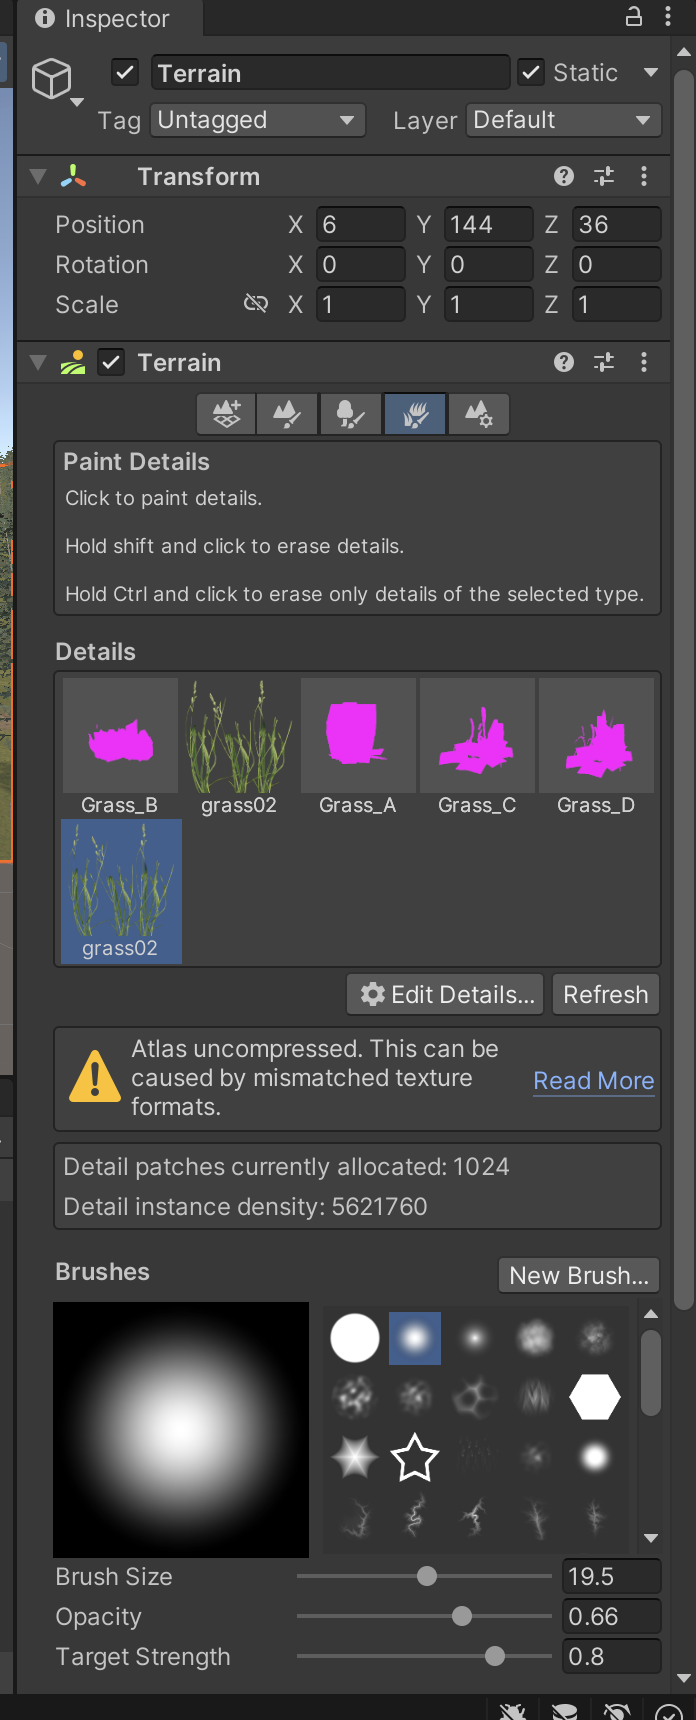 Inspector
Terrain
Static
Tag Untagged Layer Default
Transform
Position X 6 Y 144 Z 36
Rotation X 0 Y 0 Z 0
Scale X 1 Y 1 Z 1
Terrain
Paint Details
Click to paint details.
Hold shift and click to erase details.
Hold Ctrl and click to erase only details of the selected type.
Details
Grass_B grass02 Grass_A Grass_C Grass_D
grass02
Edit Details... Refresh
Atlas uncompressed. This can be
caused by mismatched texture
formats.
Read More
Detail patches currently allocated: 1024
Detail instance density: 5621760
Brushes
New Brush...
Brush Size 19.5
Opacity 0.66
Target Strength 0.8